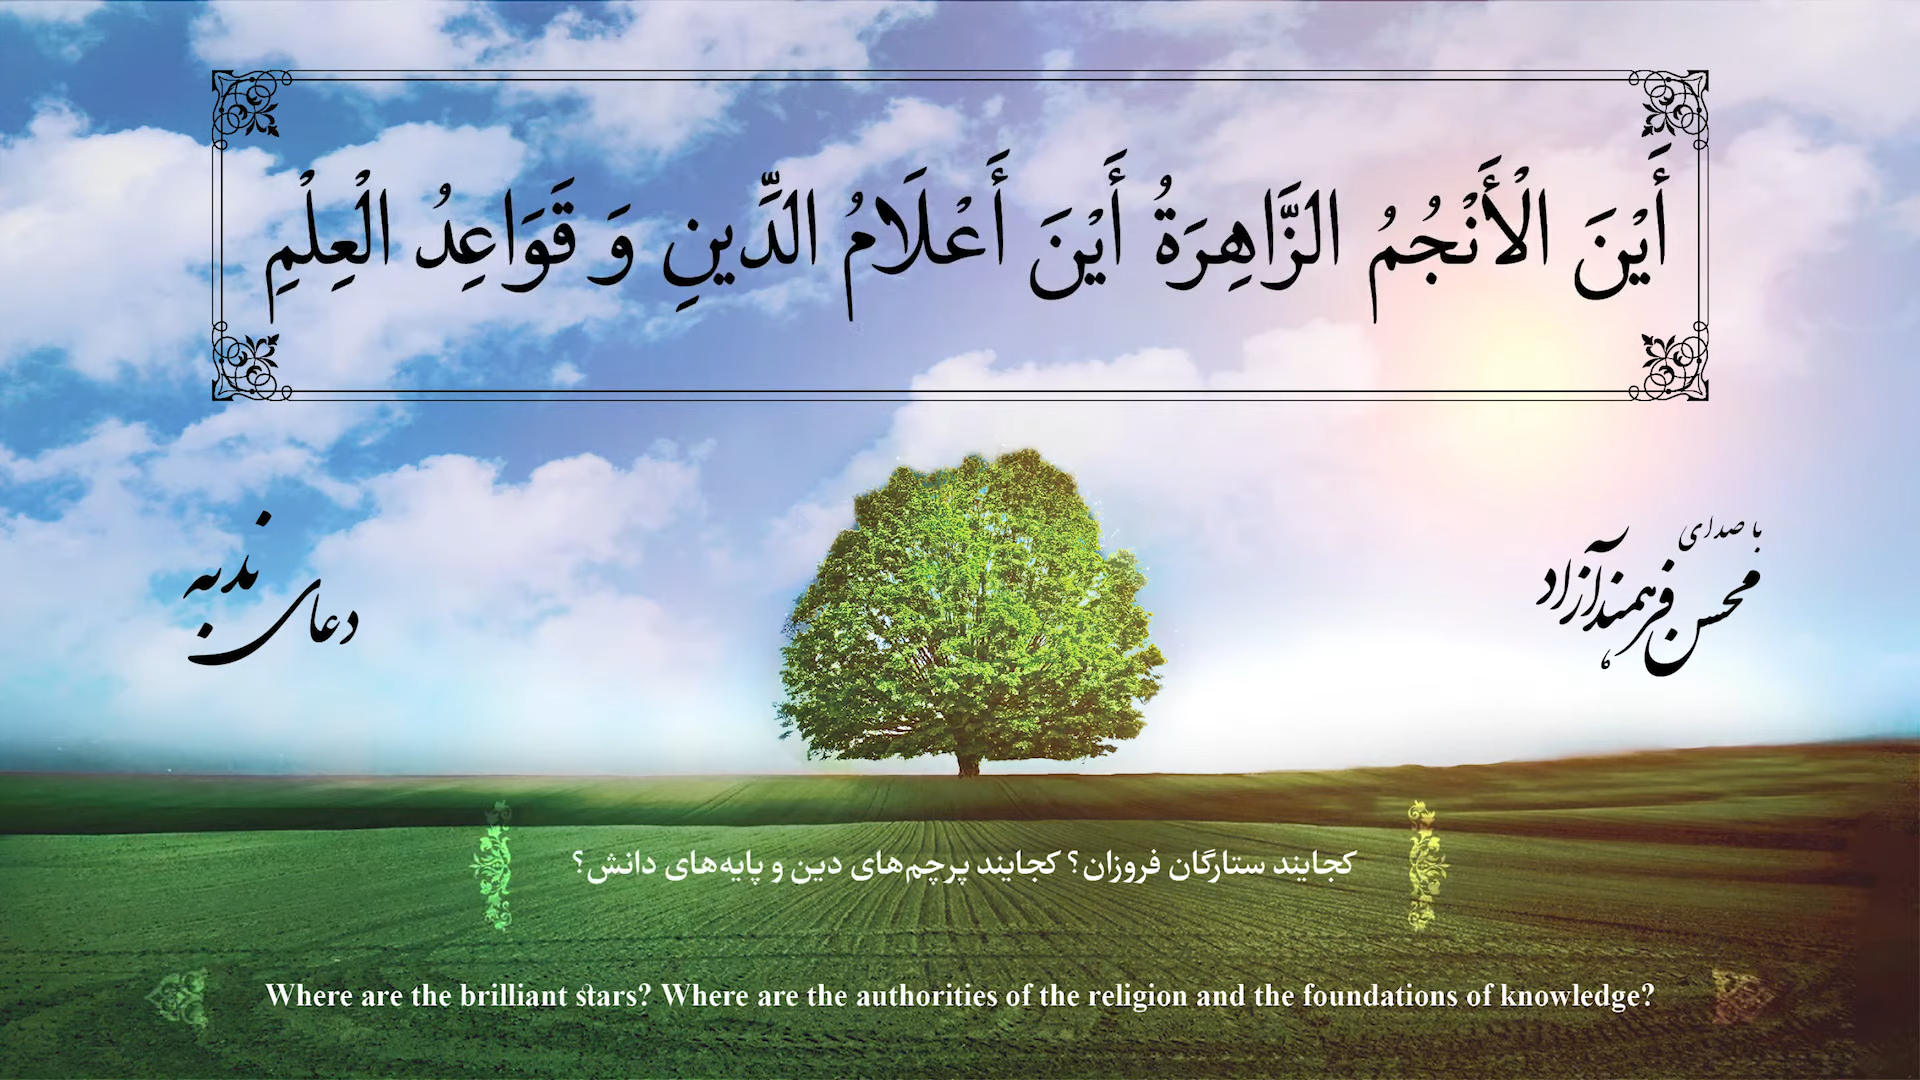 أَيْنَ الْأَنْجُمُ الزَّاهِرَةُ أَيْنَ أَعْلَامُ الدِّينِ وَ قَوَاعِدُ الْعِلْمِ
با صدای
محسن فرهمندآزاد
دعای ندبه
کجایند ستارگان فروزان؟ کجایند پرچم‌های دین و پایه‌های دانش؟
Where are the brilliant stars? Where are the authorities of the religion and the foundations of knowledge?